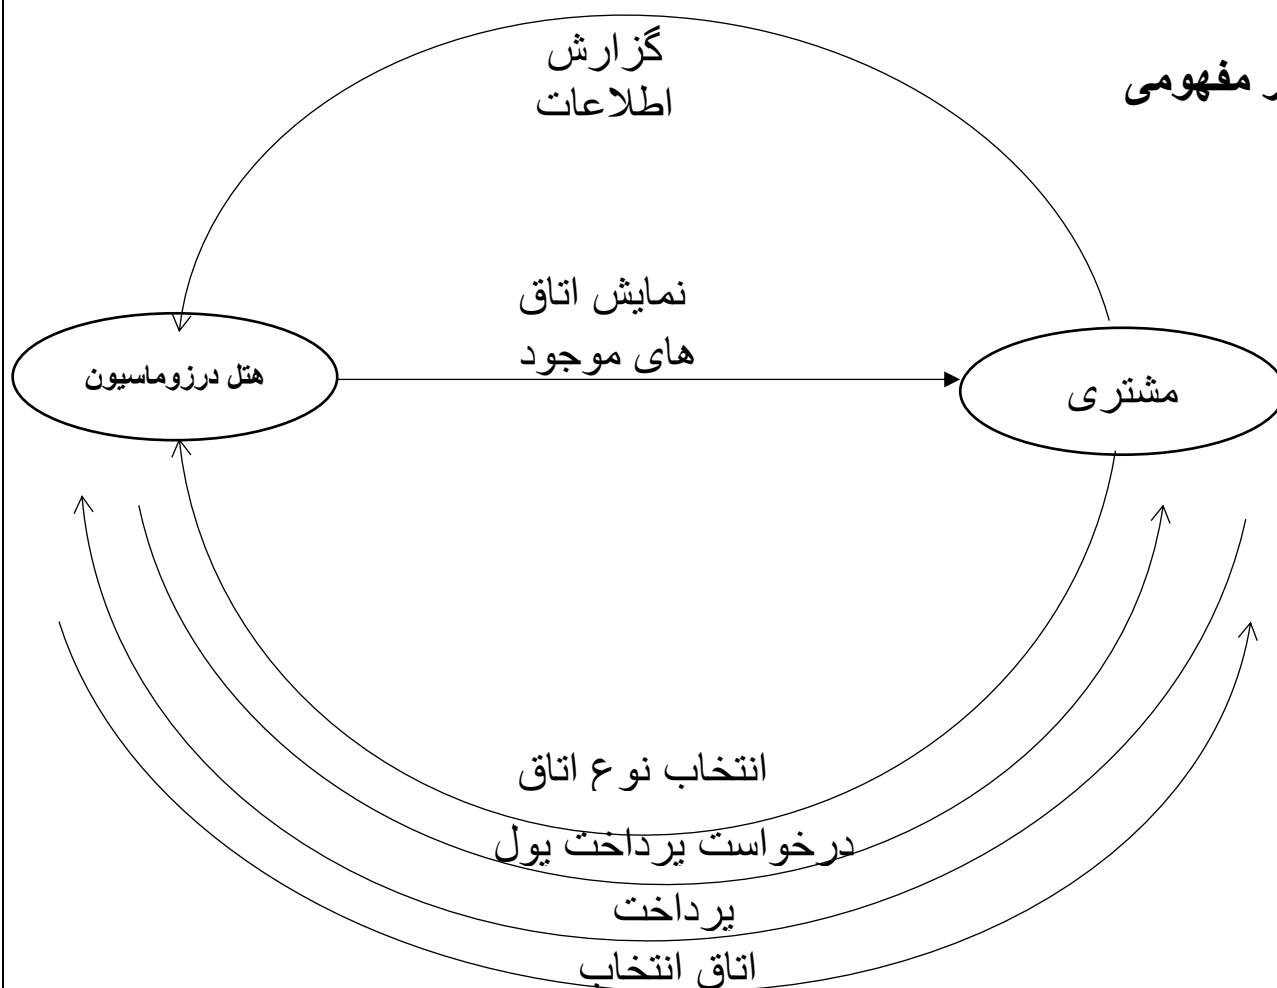 گزارش
اطلاعات
ر مفهومی
نمایش اتاق
های موجود
هتل درزوماسیون
مشتری
انتخاب نوع اتاق
درخواست پرداخت پول
پرداخت
اتاق انتخاب